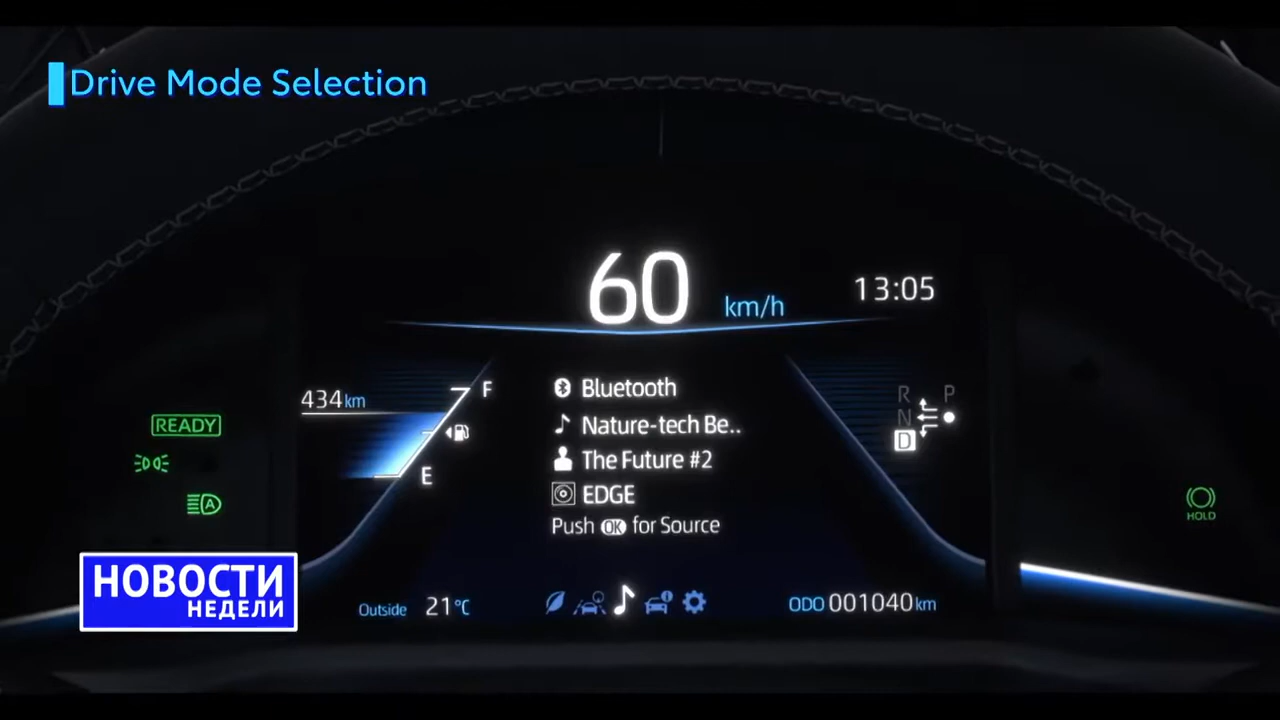 Drive Mode Selection
60 km/h
13:05
434km
F
E
Bluetooth
Nature-tech Be..
The Future #2
EDGE
Push OK for Source
R
N
D
P
READY
A
HOLD
Outside 21°C
ODO 001040km
НОВОСТИ
НЕДЕЛИ